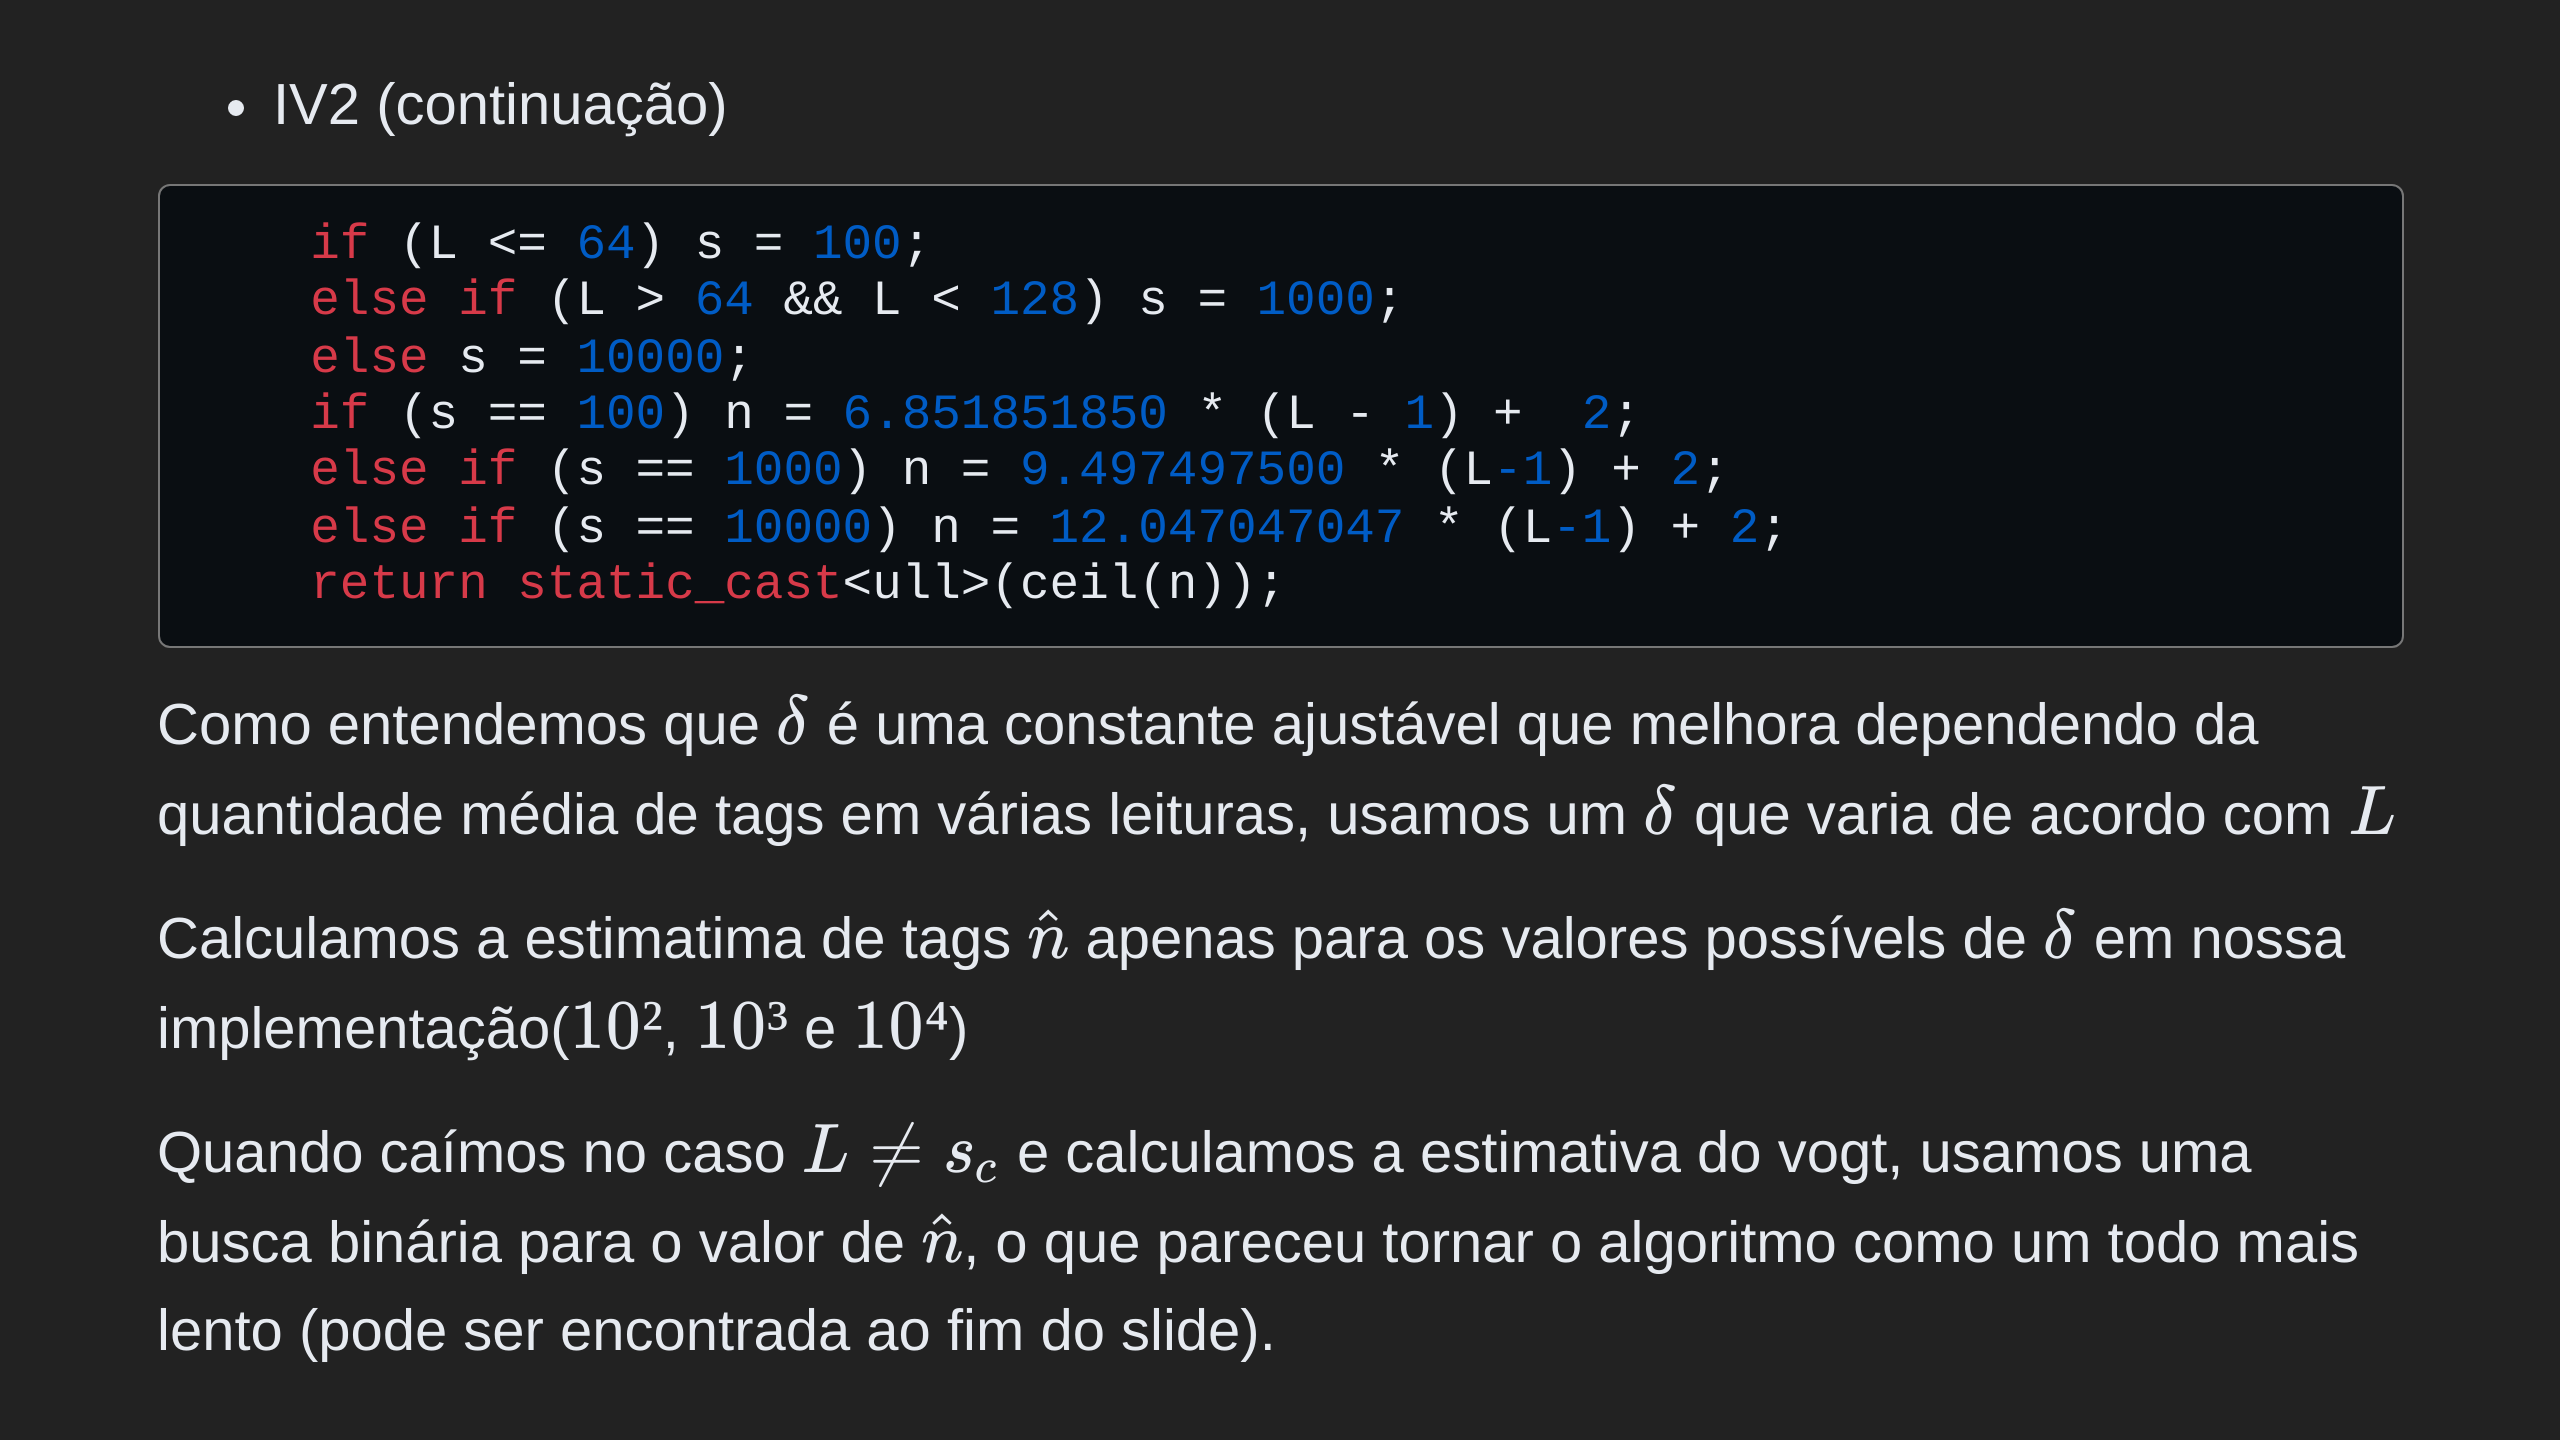 • IV2 (continuação)
if (L <= 64) s = 100;
else if (L > 64 && L < 128) s = 1000;
else s = 10000;
if (s == 100) n = 6.851851850 * (L - 1) +  2;
else if (s == 1000) n = 9.497497500 * (L-1) + 2;
else if (s == 10000) n = 12.047047047 * (L-1) + 2;
return static_cast<ull>(ceil(n));
Como entendemos que δ é uma constante ajustável que melhora dependendo da
quantidade média de tags em várias leituras, usamos um δ que varia de acordo com L
Calculamos a estimatima de tags n̂ apenas para os valores possívels de δ em nossa
implementação(10², 10³ e 10⁴)
Quando caímos no caso L ≠ s_c e calculamos a estimativa do vogt, usamos uma
busca binária para o valor de n̂, o que pareceu tornar o algoritmo como um todo mais
lento (pode ser encontrada ao fim do slide).